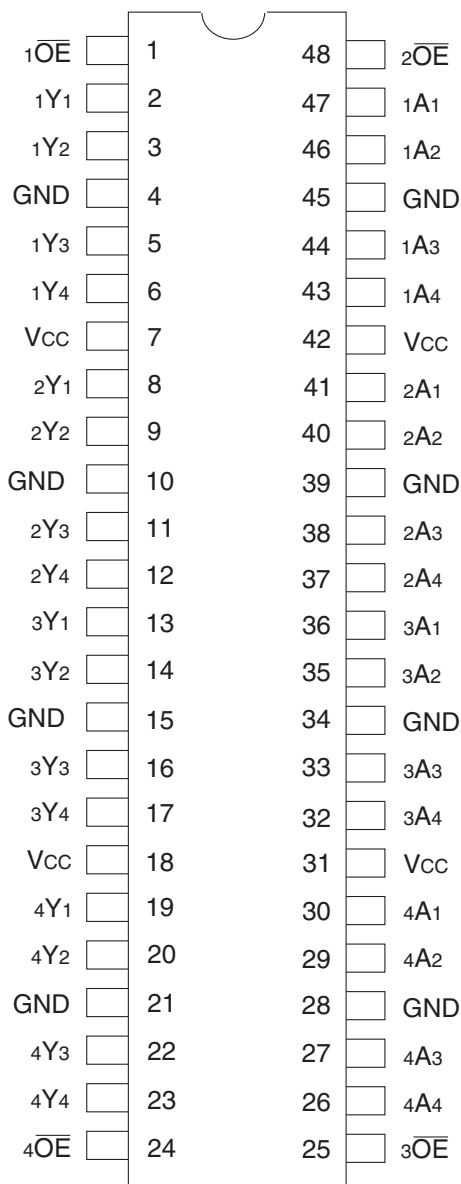 1OE 1 48 2OE
1Y1 2 47 1A1
1Y2 3 46 1A2
GND 4 45 GND
1Y3 5 44 1A3
1Y4 6 43 1A4
VCC 7 42 VCC
2Y1 8 41 2A1
2Y2 9 40 2A2
GND 10 39 GND
2Y3 11 38 2A3
2Y4 12 37 2A4
3Y1 13 36 3A1
3Y2 14 35 3A2
GND 15 34 GND
3Y3 16 33 3A3
3Y4 17 32 3A4
VCC 18 31 VCC
4Y1 19 30 4A1
4Y2 20 29 4A2
GND 21 28 GND
4Y3 22 27 4A3
4Y4 23 26 4A4
4OE 24 25 3OE